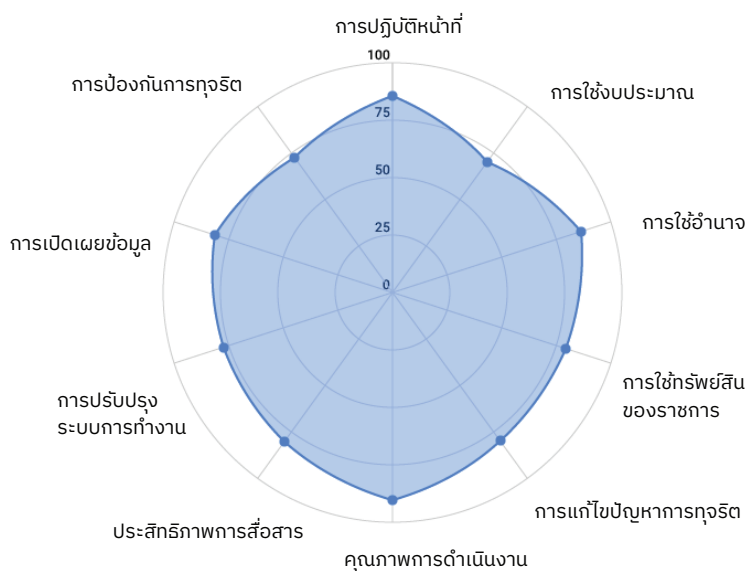 การปฏิบัติหน้าที่
100
การป้องกันการทุจริต
การใช้งบประมาณ
75
50
การใช้อำนาจ
การเปิดเผยข้อมูล
25
0
การใช้ทรัพย์สิน
ของราชการ
การปรับปรุง
ระบบการทำงาน
การแก้ไขปัญหาการทุจริต
ประสิทธิภาพการสื่อสาร
คุณภาพการดำเนินงาน